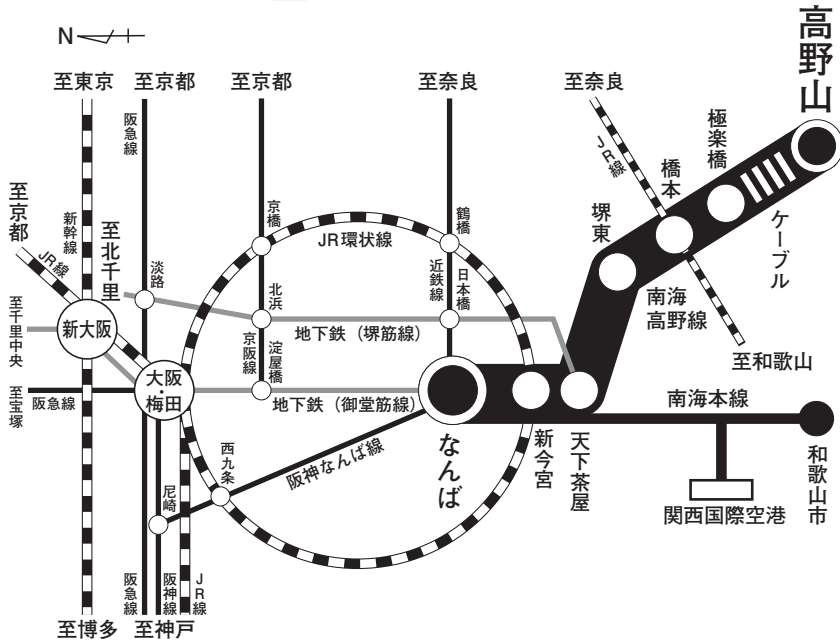 N
高野山
至東京
至京都
至京都
至奈良
至奈良
阪急線
JR線
極楽橋
橋本
ケーブル
堺東
南海
高野線
至和歌山
至京都
JR線
新幹線
至北千里
淡路
京橋
JR環状線
鶴橋
近鉄線
日本橋
北浜
京阪線
淀屋橋
地下鉄（堺筋線）
至千里中央
新大阪
大阪・梅田
至宝塚
阪急線
地下鉄（御堂筋線）
なんば
新今宮
天下茶屋
南海本線
和歌山市
関西国際空港
西九条
阪神なんば線
尼崎
阪急線
阪神線
JR線
至博多
至神戸